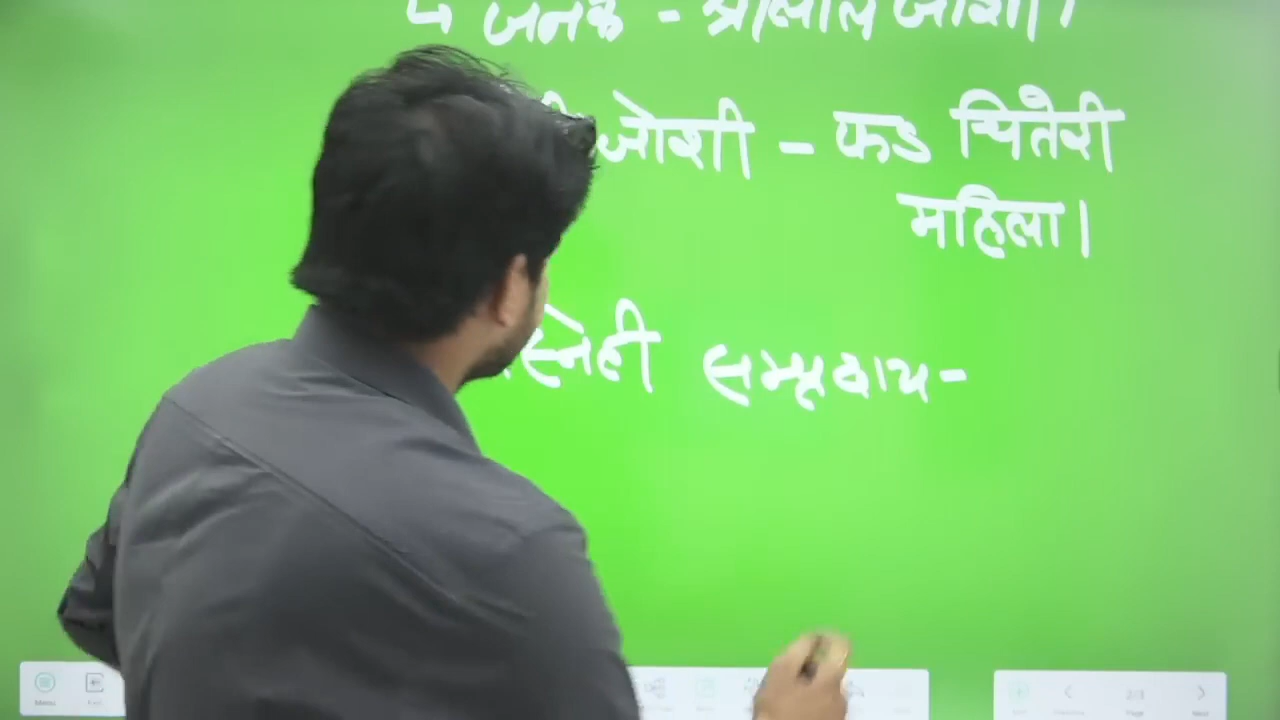 जनक - श्रीलाल जोशी।
जोशी - फड चितेरी
महिला।
स्नेही सम्प्रदाय-